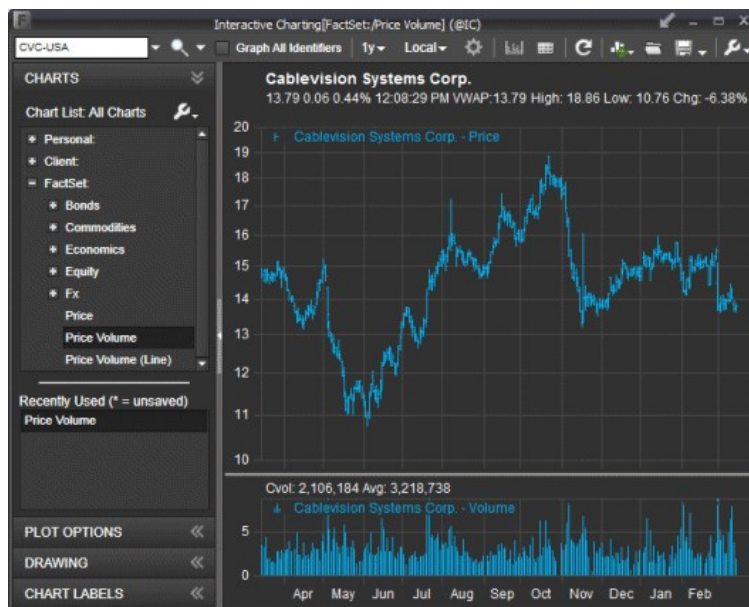 Interactive Charting[FactSet:/Price Volume] (@IC)
CVC-USA Graph All Identifiers 1y Local
CHARTS
Chart List: All Charts
Personal:
Client:
FactSet:
Bonds
Commodities
Economics
Equity
Fx
Price
Price Volume
Price Volume (Line)
Recently Used (* = unsaved)
Price Volume
PLOT OPTIONS
DRAWING
CHART LABELS
Cablevision Systems Corp.
13.79 0.06 0.44% 12:08:29 PM VWAP:13.79 High: 18.86 Low: 10.76 Chg: -6.38%
Cablevision Systems Corp. - Price
20
19
18
17
16
15
14
13
12
11
10
Cvol: 2,106,184 Avg: 3,218,738
Cablevision Systems Corp. - Volume
5
0
Apr May Jun Jul Aug Sep Oct Nov Dec Jan Feb